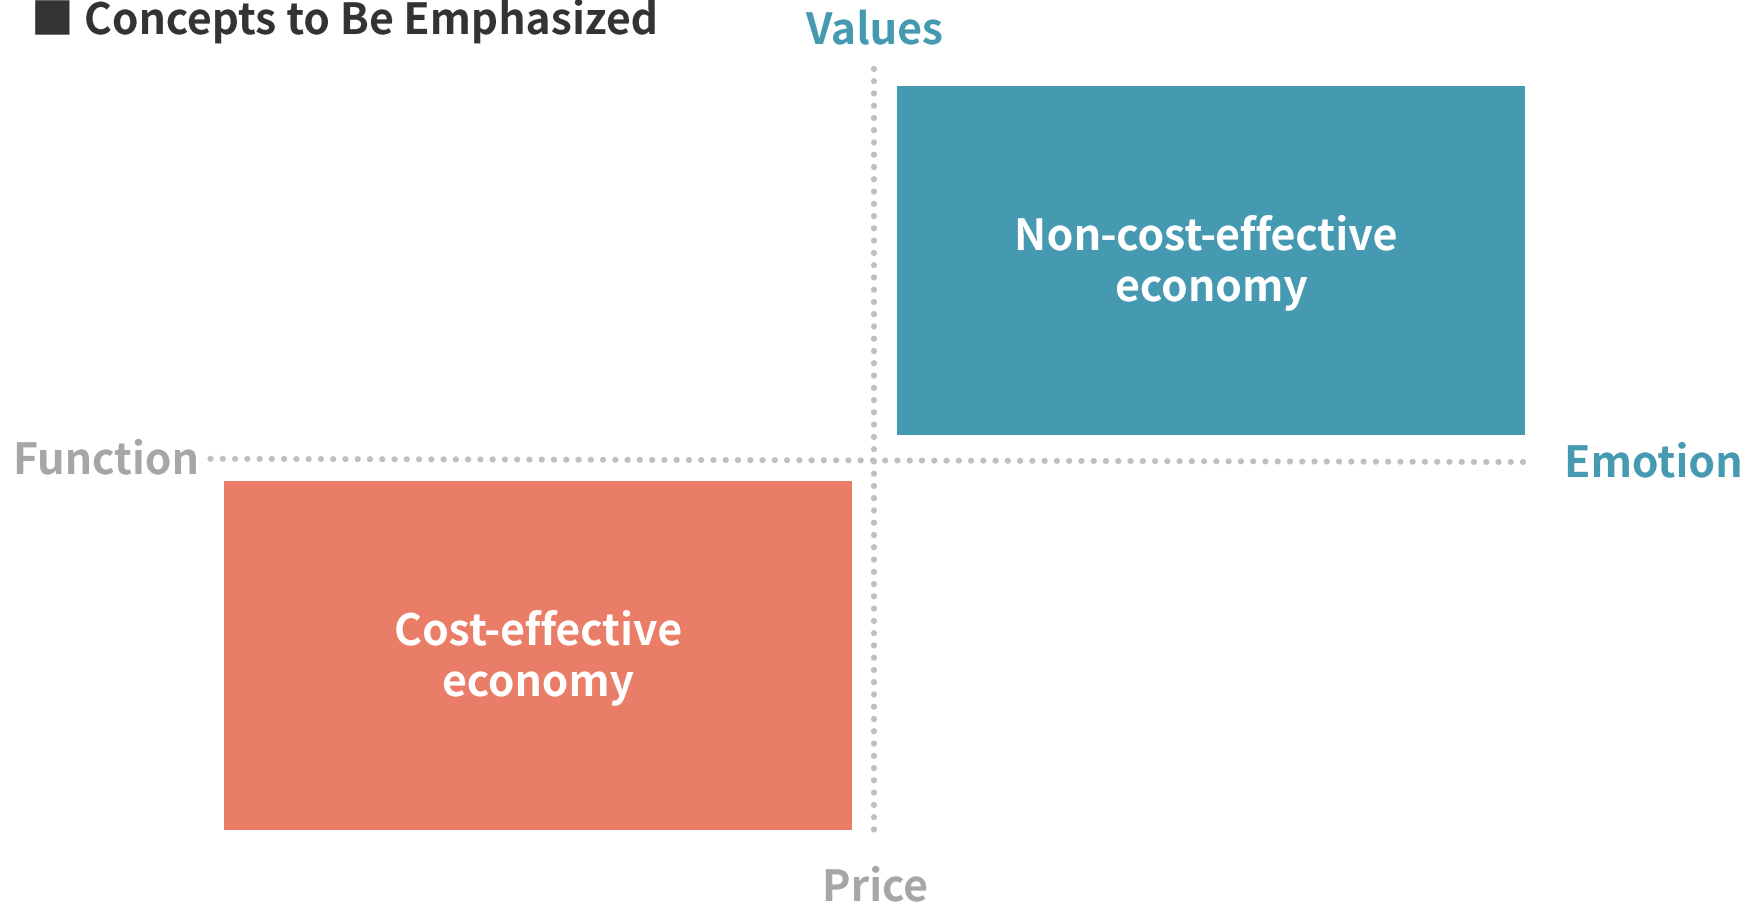 ■ Concepts to Be Emphasized
Values
Non-cost-effective
economy
Function
Emotion
Cost-effective
economy
Price